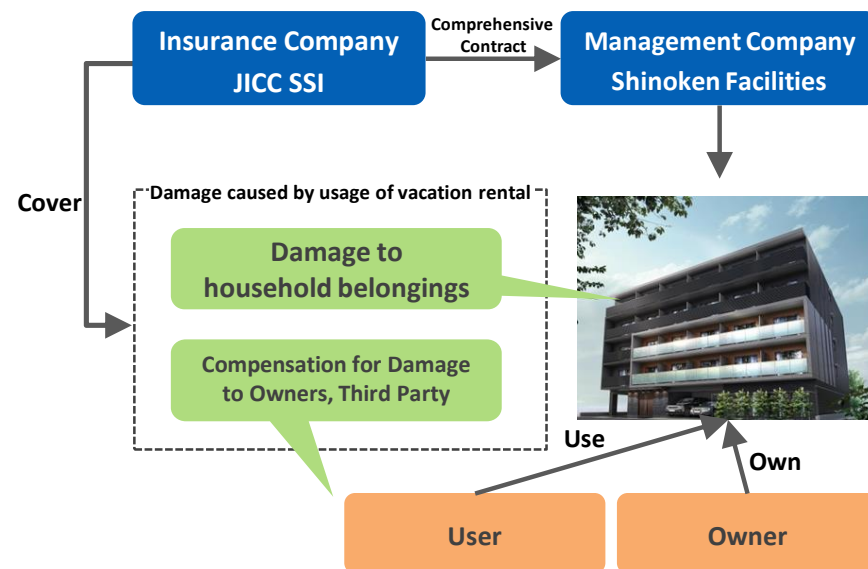 Insurance Company
JICC SSI
Comprehensive
Contract
Management Company
Shinoken Facilities
Cover
Damage caused by usage of vacation rental
Damage to
household belongings
Compensation for Damage
to Owners, Third Party
Use
Own
User
Owner